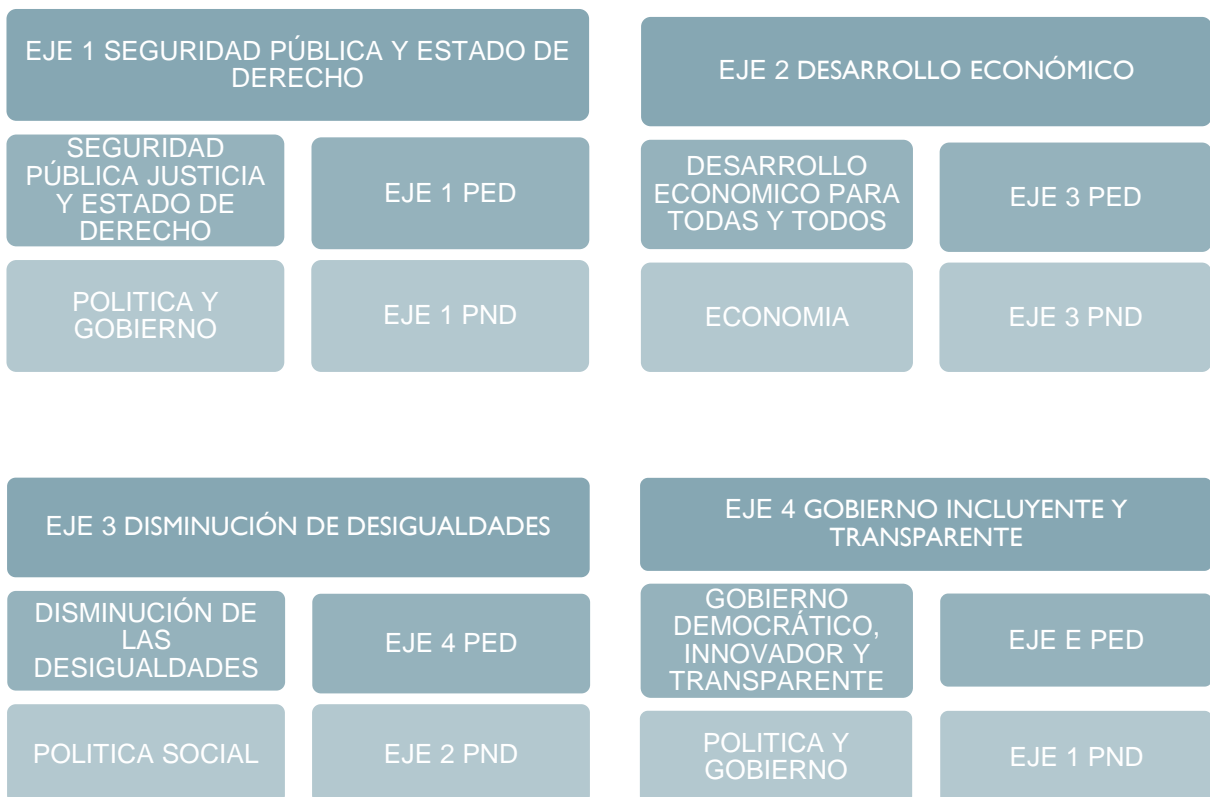 EJE 1 SEGURIDAD PÚBLICA Y ESTADO DE
DERECHO
SEGURIDAD
PÚBLICA JUSTICIA
Y ESTADO DE
DERECHO
EJE 1 PED
POLITICA Y
GOBIERNO
EJE 1 PND
EJE 2 DESARROLLO ECONÓMICO
DESARROLLO
ECONOMICO PARA
TODAS Y TODOS
EJE 3 PED
ECONOMIA
EJE 3 PND
EJE 3 DISMINUCIÓN DE DESIGUALDADES
DISMINUCIÓN DE
LAS
DESIGUALDADES
EJE 4 PED
POLITICA SOCIAL
EJE 2 PND
EJE 4 GOBIERNO INCLUYENTE Y
TRANSPARENTE
GOBIERNO
DEMOCRÁTICO,
INNOVADOR Y
TRANSPARENTE
EJE E PED
POLITICA Y
GOBIERNO
EJE 1 PND